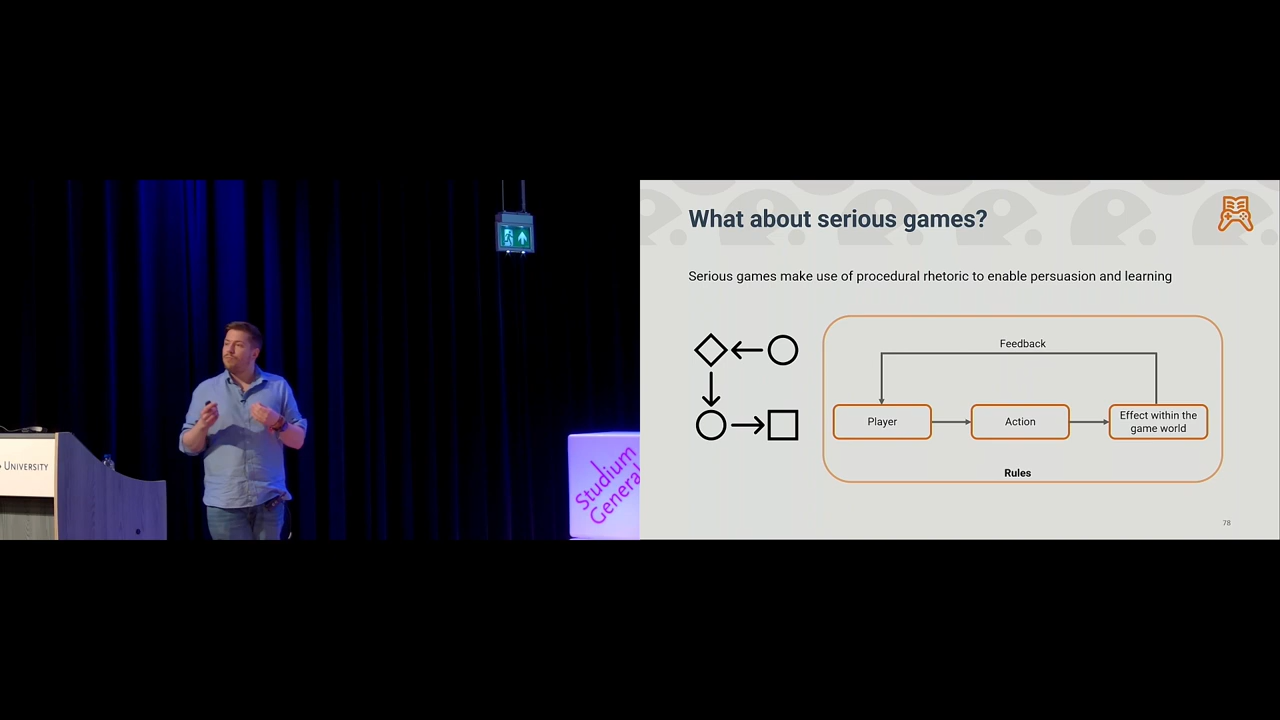 UNIVERSITY
Studium
General
What about serious games?
Serious games make use of procedural rhetoric to enable persuasion and learning
Feedback
Player
Action
Effect within the
game world
Rules
78